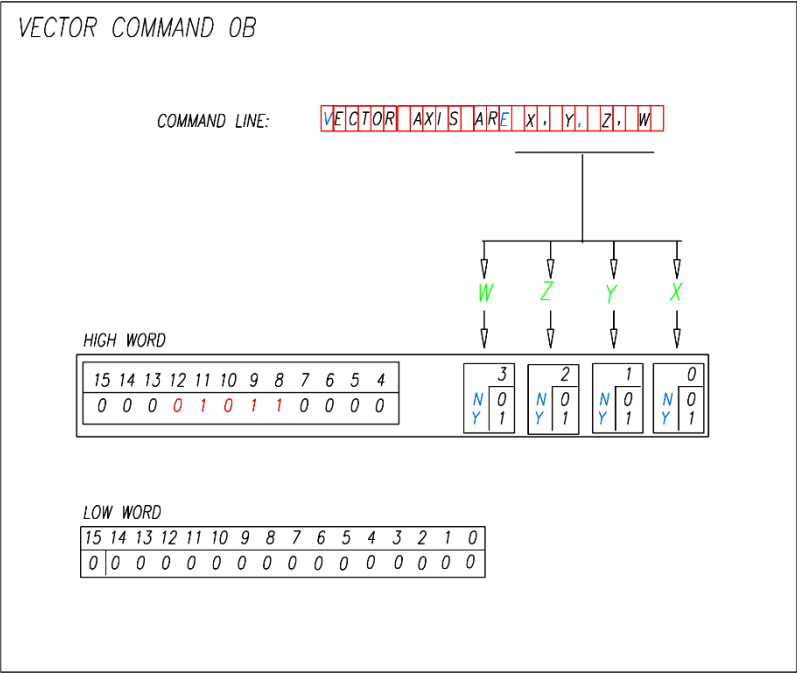 VECTOR COMMAND 0B
COMMAND LINE: VECTOR AXIS ARE X, Y, Z, W
W Z Y X
HIGH WORD
15 14 13 12 11 10 9 8 7 6 5 4 3 2 1 0
0 0 0 0 1 0 1 1 0 0 0 0 N 0 N 0 N 0 N 0
Y 1 Y 1 Y 1 Y 1
LOW WORD
15 14 13 12 11 10 9 8 7 6 5 4 3 2 1 0
0 0 0 0 0 0 0 0 0 0 0 0 0 0 0 0